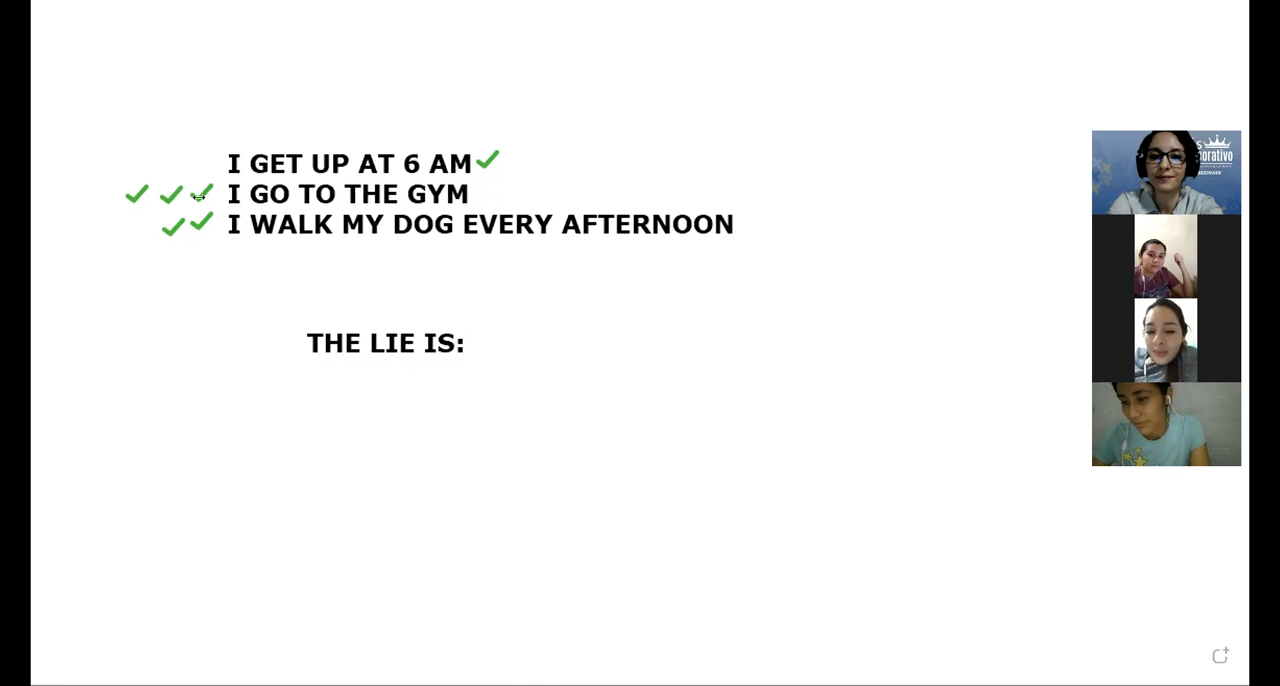 I GET UP AT 6 AM
I GO TO THE GYM
I WALK MY DOG EVERY AFTERNOON
THE LIE IS: